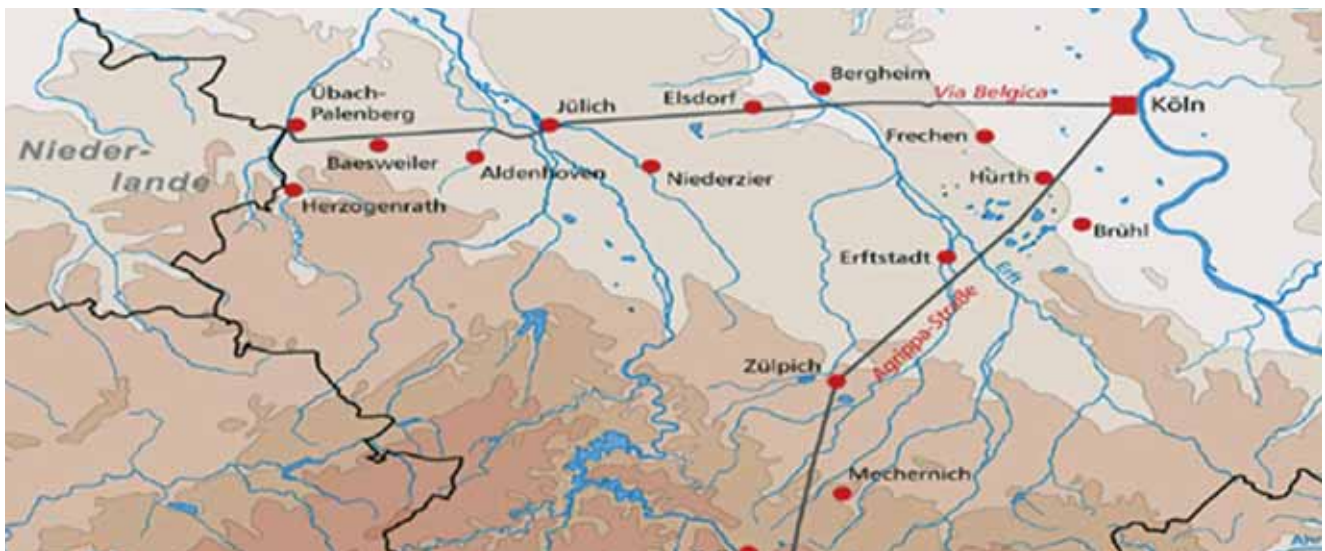 Bergheim
Übach-
Palenberg
Jülich
Elsdorf
Via Belgica
Köln
Frechen
Nieder-
lande
Baesweiler
Aldenhoven
Niederzier
Hürth
Herzogenrath
Brühl
Erftstadt
Erft
Agrippa-Straße
Zülpich
Mechernich
Ahr